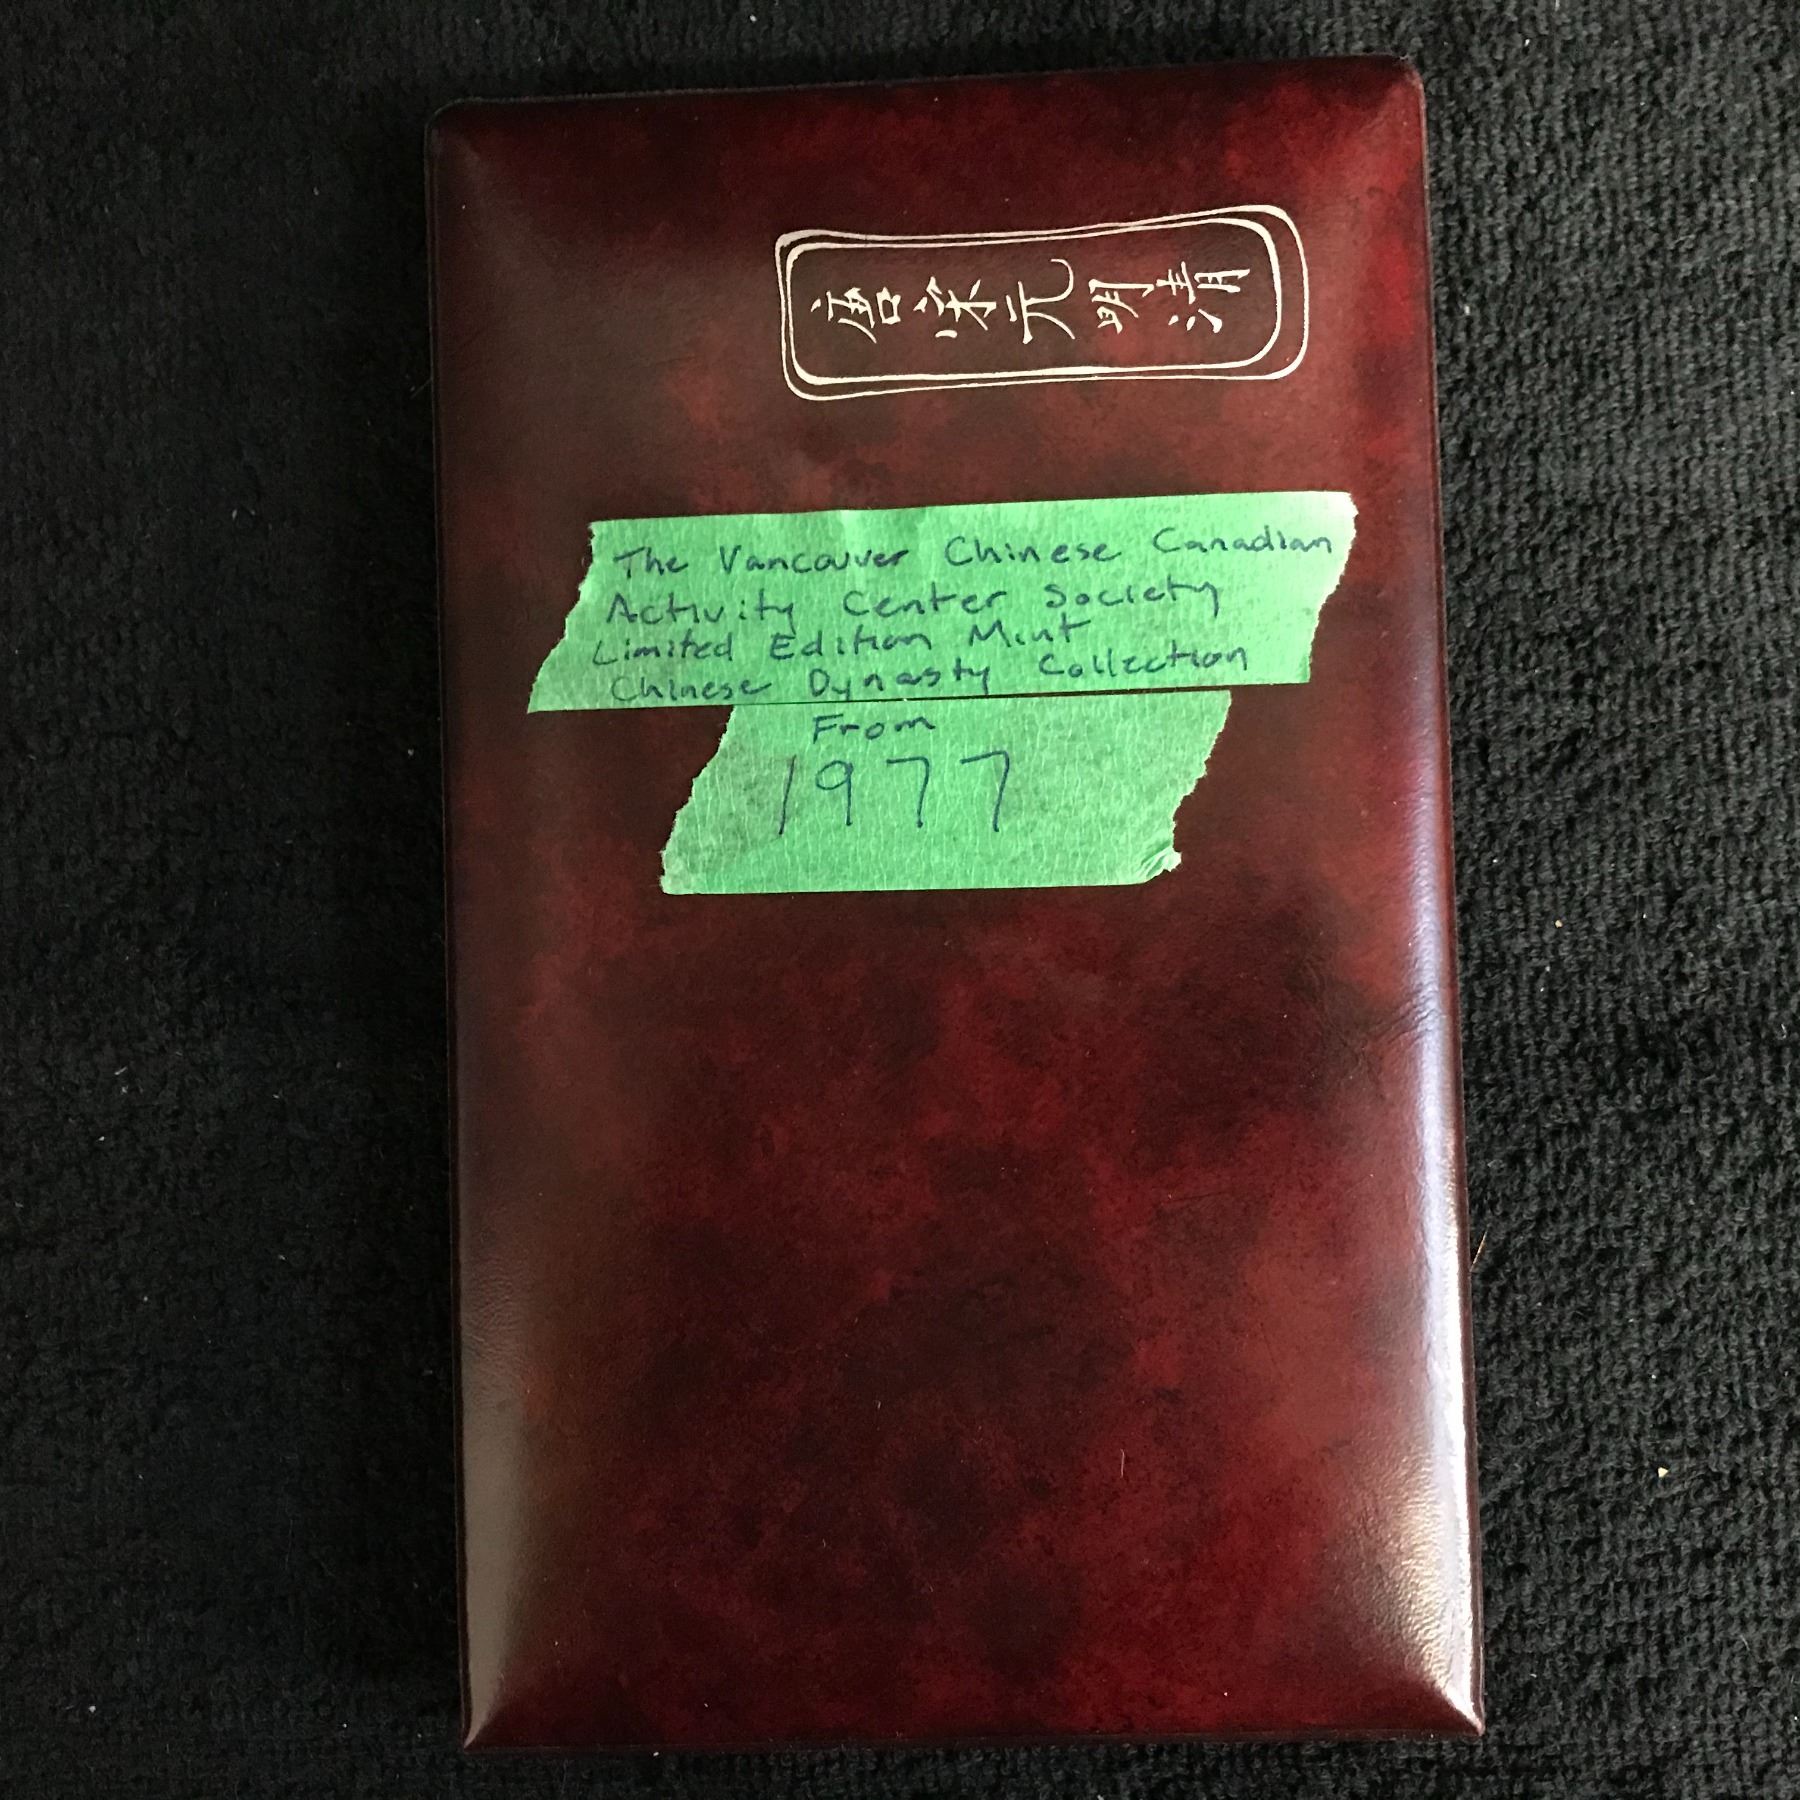 唐宋元明清
The Vancouver Chinese Canadian
Activity Center Society
Limited Edition Mint
Chinese Dynasty Collection
From
1977